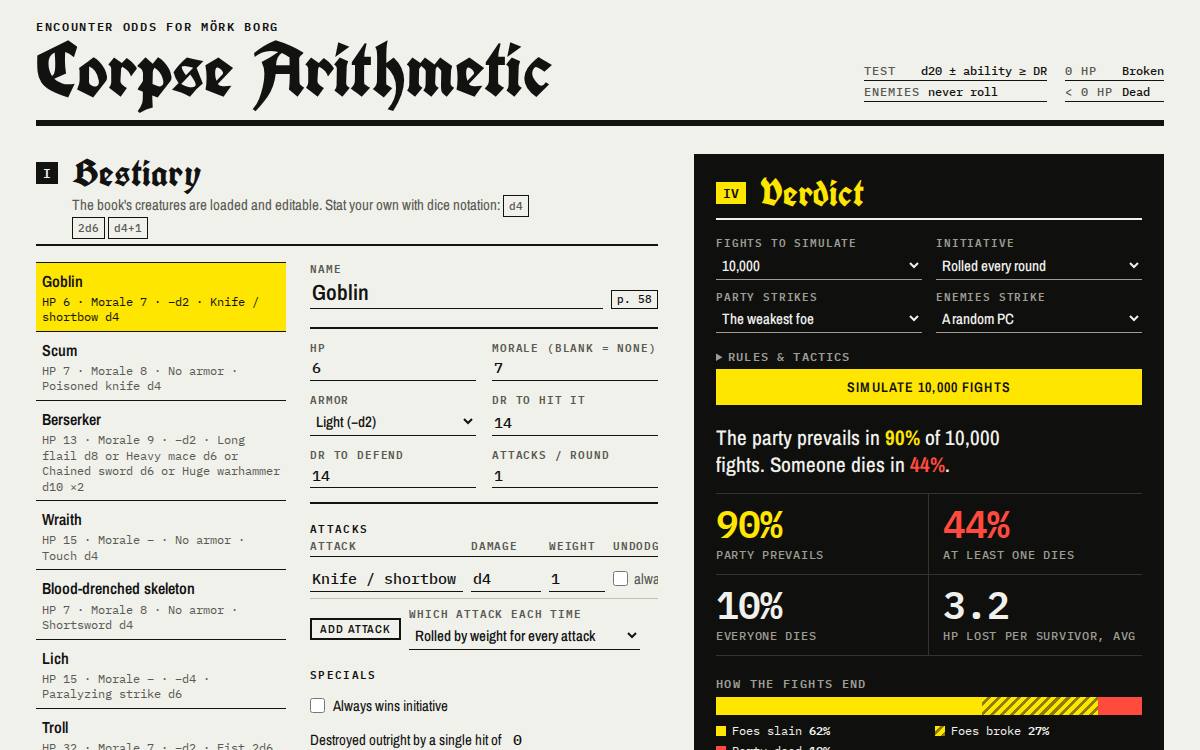 ENCOUNTER ODDS FOR MÖRK BORG
Corpse Arithmetic
TEST d20 ± ability ≥ DR 0 HP Broken
ENEMIES never roll < 0 HP Dead
I Bestiary
The book's creatures are loaded and editable. Stat your own with dice notation: d4
2d6 d4+1
Goblin
HP 6 · Morale 7 · −d2 · Knife /
shortbow d4
Scum
HP 7 · Morale 8 · No armor ·
Poisoned knife d4
Berserker
HP 13 · Morale 9 · −d2 · Long
flail d8 or Heavy mace d6 or
Chained sword d6 or Huge warhammer
d10 ×2
Wraith
HP 15 · Morale − · No armor ·
Touch d4
Blood-drenched skeleton
HP 7 · Morale 8 · No armor ·
Shortsword d4
Lich
HP 15 · Morale − · −d4 ·
Paralyzing strike d6
Troll
HP 32 · Morale 7 · −d2 · Fist 2d6
NAME
Goblin p. 58
HP MORALE (BLANK = NONE)
6 7
ARMOR DR TO HIT IT
Light (−d2) 14
DR TO DEFEND ATTACKS / ROUND
14 1
ATTACKS
ATTACK DAMAGE WEIGHT UNDODG
Knife / shortbow d4 1 alwa
ADD ATTACK WHICH ATTACK EACH TIME
Rolled by weight for every attack
SPECIALS
Always wins initiative
Destroyed outright by a single hit of 0
IV Verdict
FIGHTS TO SIMULATE INITIATIVE
10,000 Rolled every round
PARTY STRIKES ENEMIES STRIKE
The weakest foe A random PC
RULES & TACTICS
SIMULATE 10,000 FIGHTS
The party prevails in 90% of 10,000
fights. Someone dies in 44%.
90% 44%
PARTY PREVAILS AT LEAST ONE DIES
10% 3.2
EVERYONE DIES HP LOST PER SURVIVOR, AVG
HOW THE FIGHTS END
Foes slain 62% Foes broke 27%
Party dead 10%